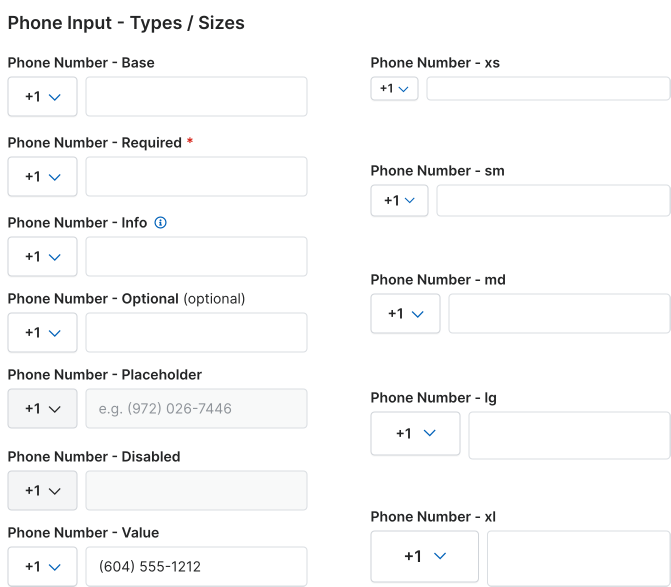 Phone Input - Types / Sizes
Phone Number - Base
+1
Phone Number - Required *
+1
Phone Number - Info
+1
Phone Number - Optional (optional)
+1
Phone Number - Placeholder
+1 e.g. (972) 026-7446
Phone Number - Disabled
+1
Phone Number - Value
+1 (604) 555-1212
Phone Number - xs
+1
Phone Number - sm
+1
Phone Number - md
+1
Phone Number - lg
+1
Phone Number - xl
+1